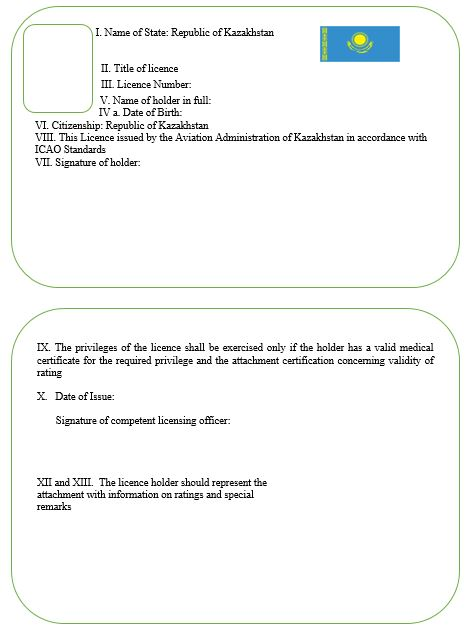 I. Name of State: Republic of Kazakhstan
II. Title of licence
III. Licence Number:
V. Name of holder in full:
IV a. Date of Birth:
VI. Citizenship: Republic of Kazakhstan
VIII. This Licence issued by the Aviation Administration of Kazakhstan in accordance with
ICAO Standards
VII. Signature of holder:
IX. The privileges of the licence shall be exercised only if the holder has a valid medical
certificate for the required privilege and the attachment certification concerning validity of
rating
X. Date of Issue:
Signature of competent licensing officer:
XII and XIII. The licence holder should represent the
attachment with information on ratings and special
remarks